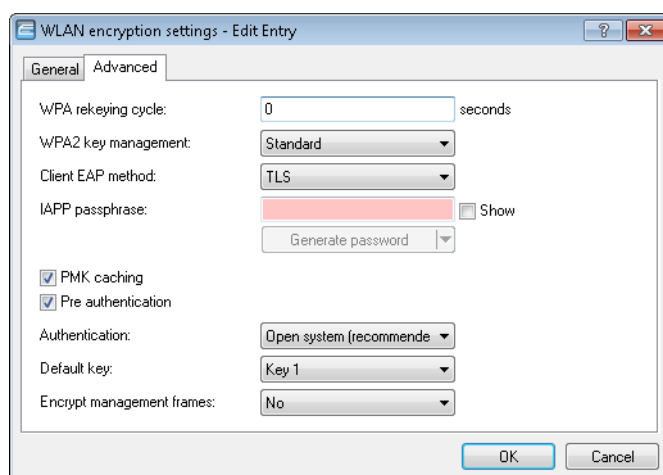 WLAN encryption settings - Edit Entry
General Advanced
WPA rekeying cycle: 0 seconds
WPA2 key management: Standard
Client EAP method: TLS
IAPP passphrase: Show
Generate password
PMK caching
Pre authentication
Authentication: Open system (recommende
Default key: Key 1
Encrypt management frames: No
OK Cancel